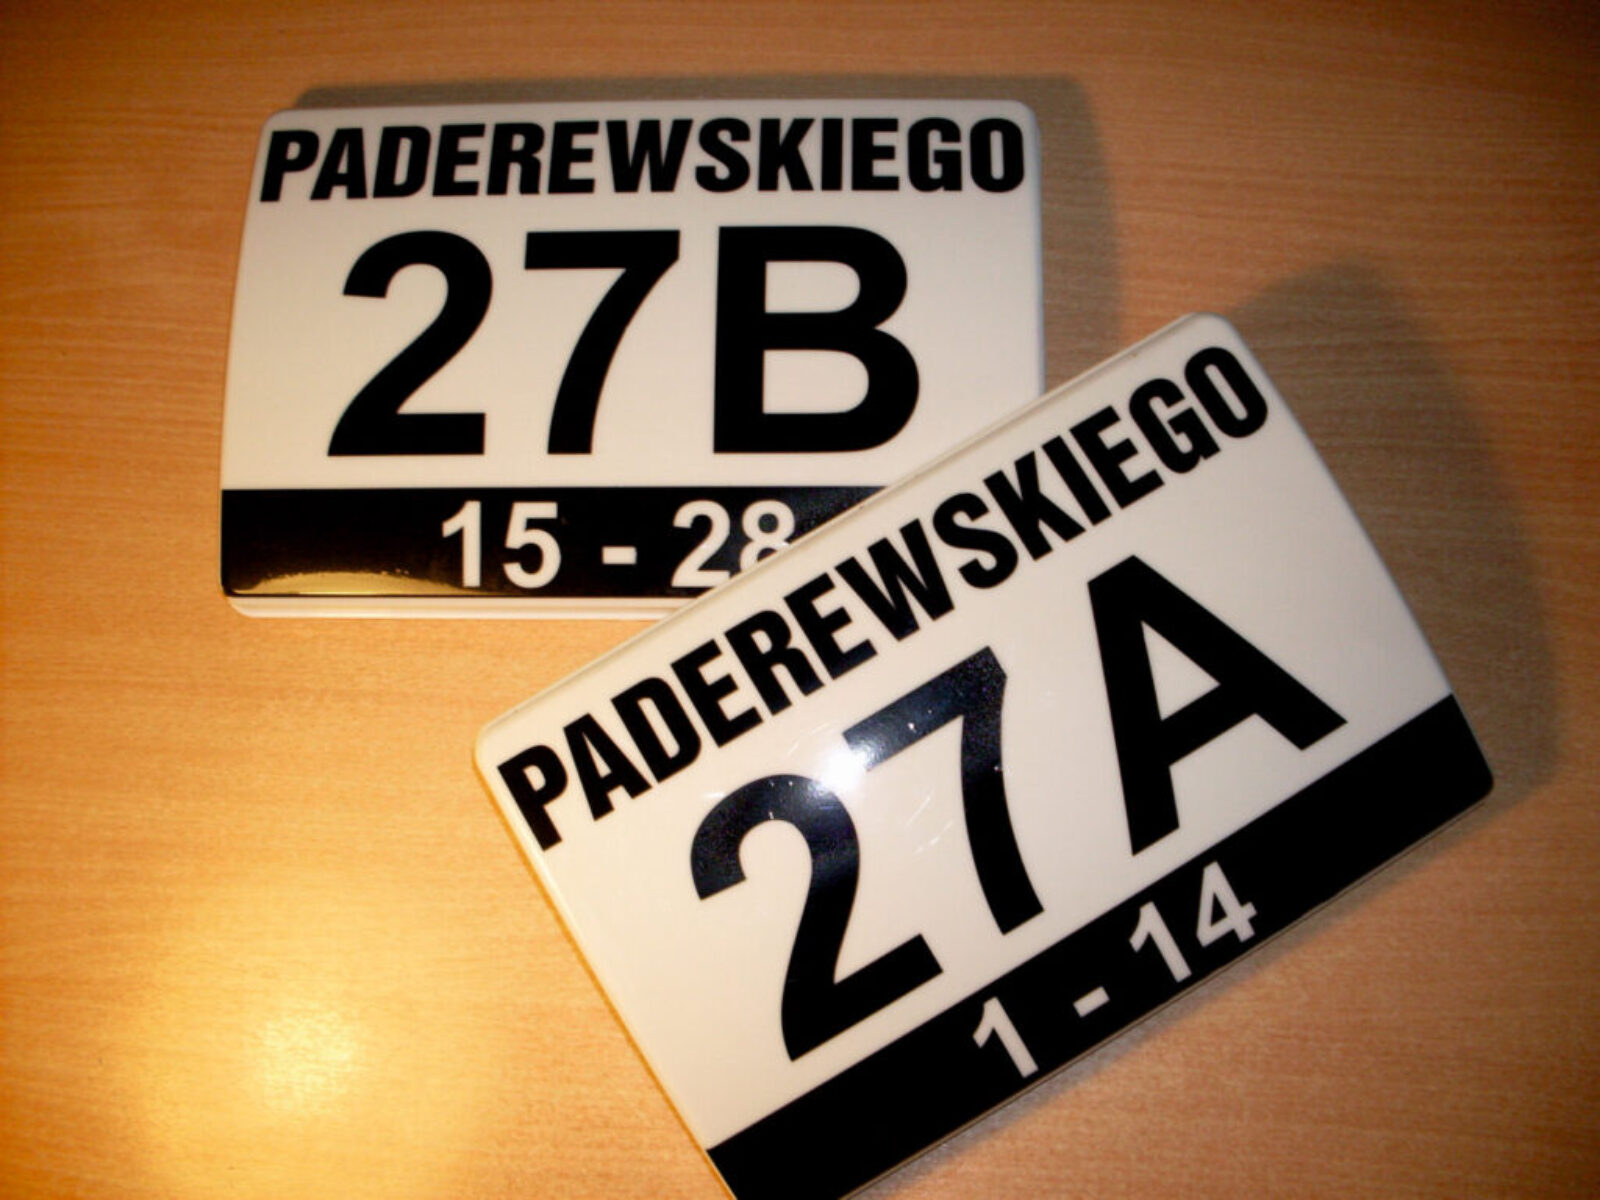 PADEREWSKIEGO
27B
15 - 28
PADEREWSKIEGO
27A
1 - 14